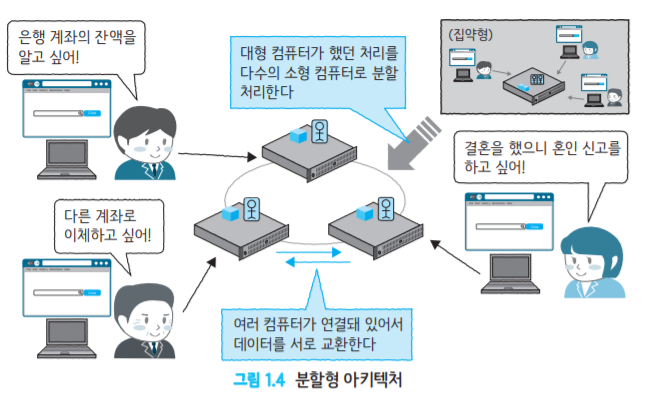 은행 계좌의 잔액을
알고 싶어!
대형 컴퓨터가 했던 처리를
다수의 소형 컴퓨터로 분할
처리한다
(집약형)
결혼을 했으니 혼인 신고를
하고 싶어!
다른 계좌로
이체하고 싶어!
여러 컴퓨터가 연결돼 있어서
데이터를 서로 교환한다
그림 1.4 분할형 아키텍처